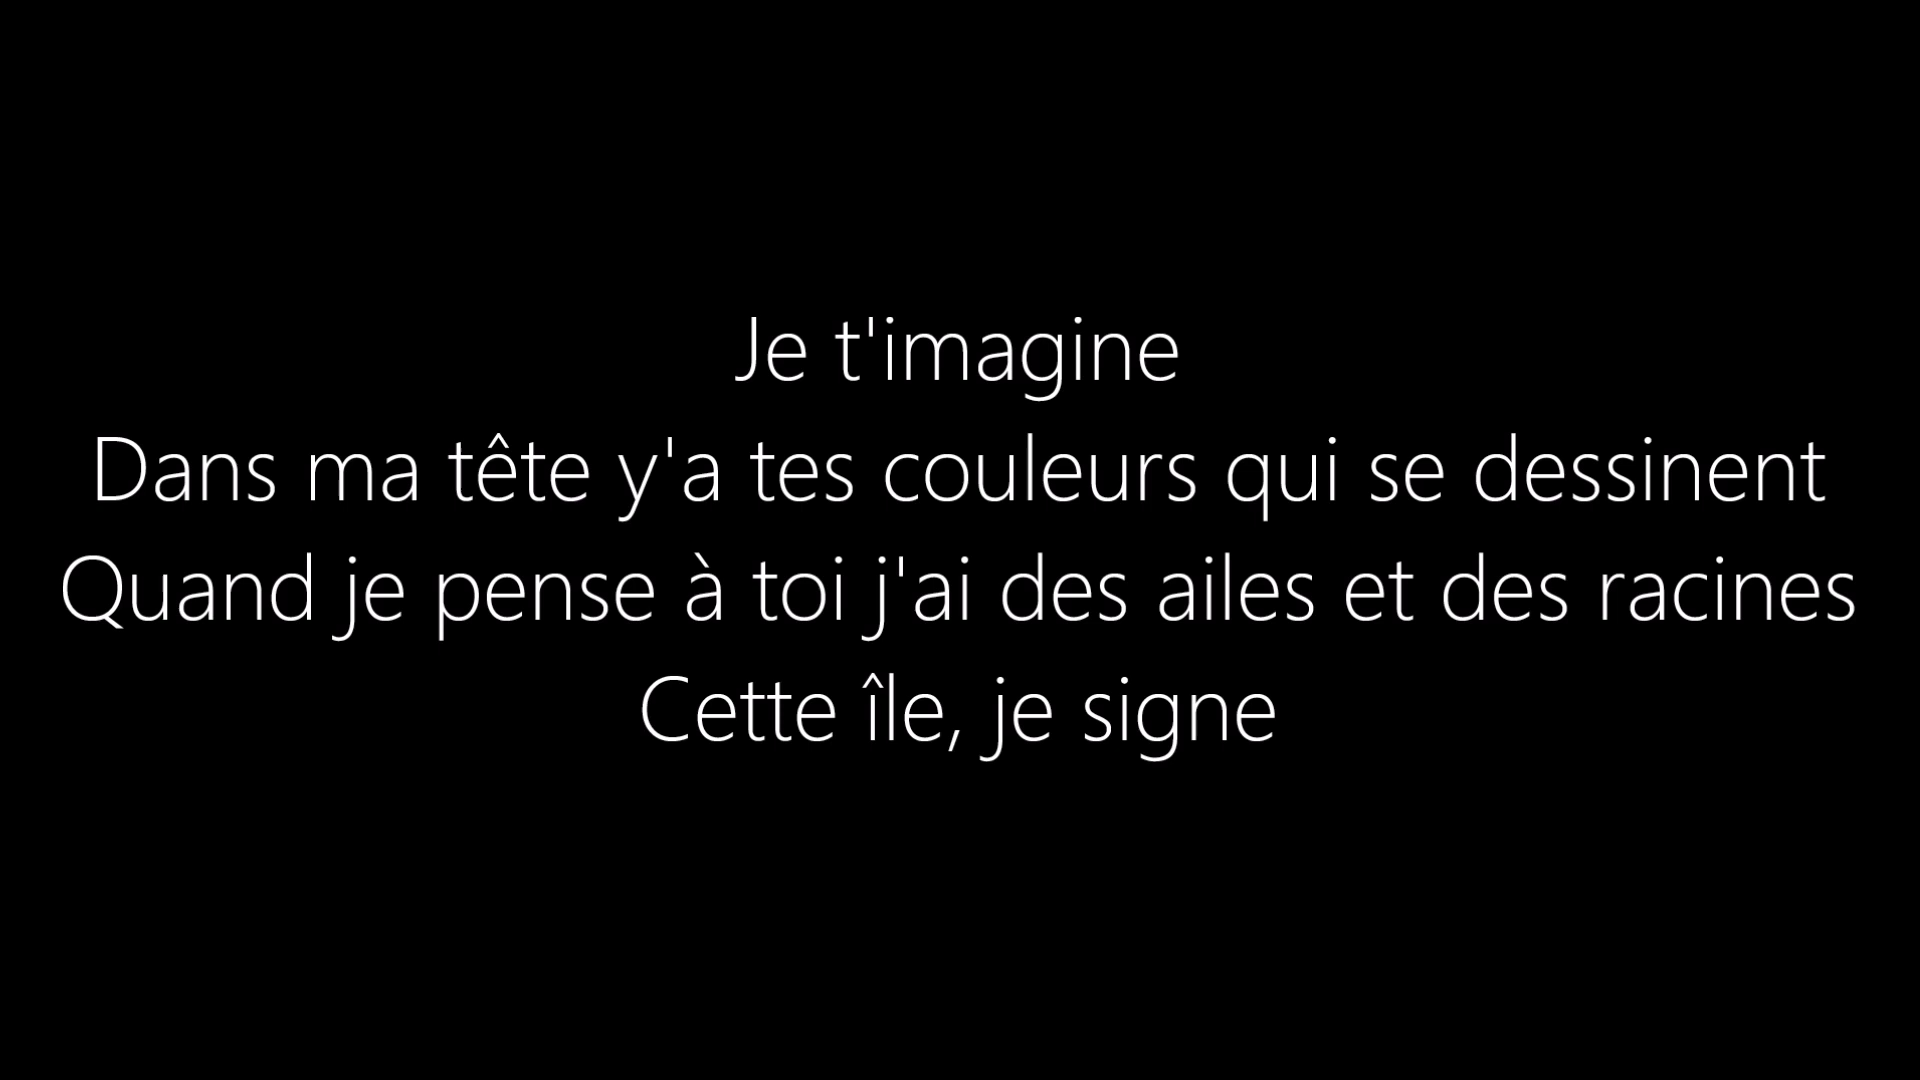 Je t'imagine
Dans ma tête y'a tes couleurs qui se dessinent
Quand je pense à toi j'ai des ailes et des racines
Cette île, je signe